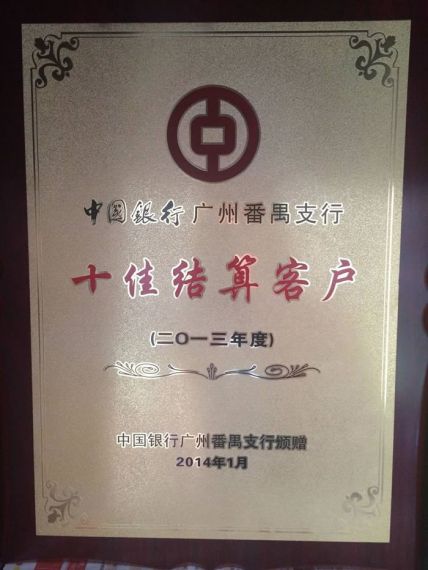 中国银行 广州番禺支行
十佳结算客户
(二〇一三年度)
中国银行广州番禺支行颁赠
2014年1月